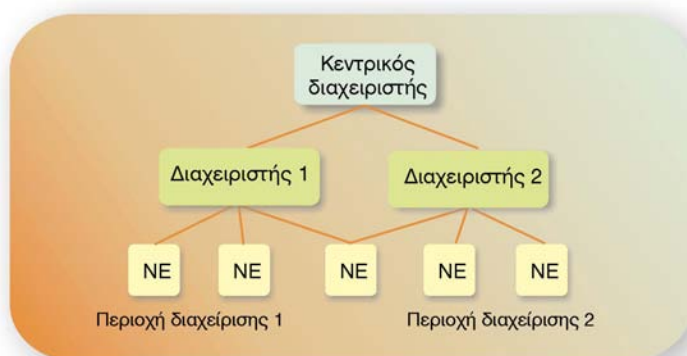 Κεντρικός
διαχειριστής
Διαχειριστής 1
Διαχειριστής 2
NE
NE
NE
NE
NE
Περιοχή διαχείρισης 1
Περιοχή διαχείρισης 2